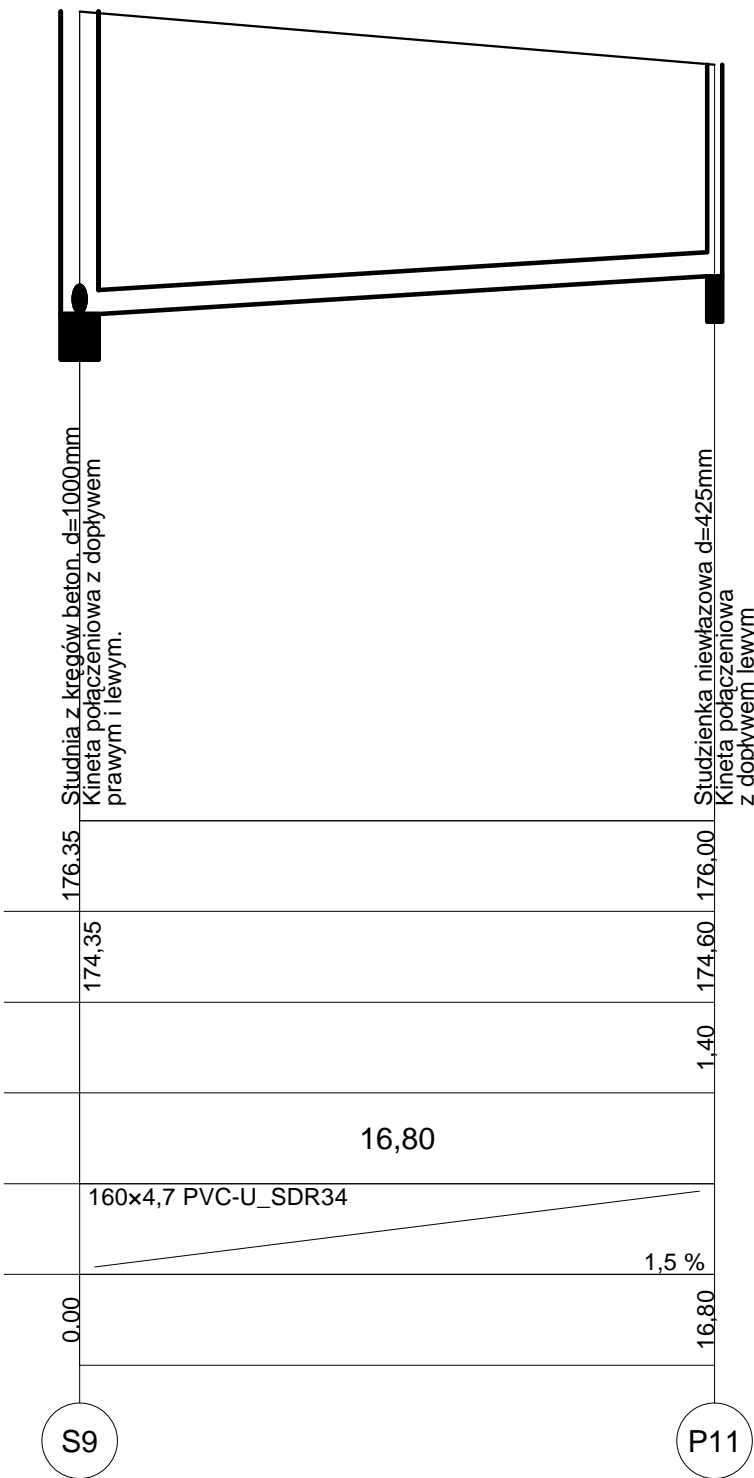 Studnia z kręgów beton. d=1000mm
Kineta połączeniowa z dopływem
prawym i lewym.
Studzienka niewłazowa d=425mm
Kineta połączeniowa
z dopływem lewym
176.35
176,00
174,35
174,60
1,40
16,80
160×4,7 PVC-U_SDR34
1,5 %
0.00
16,80
S9
P11